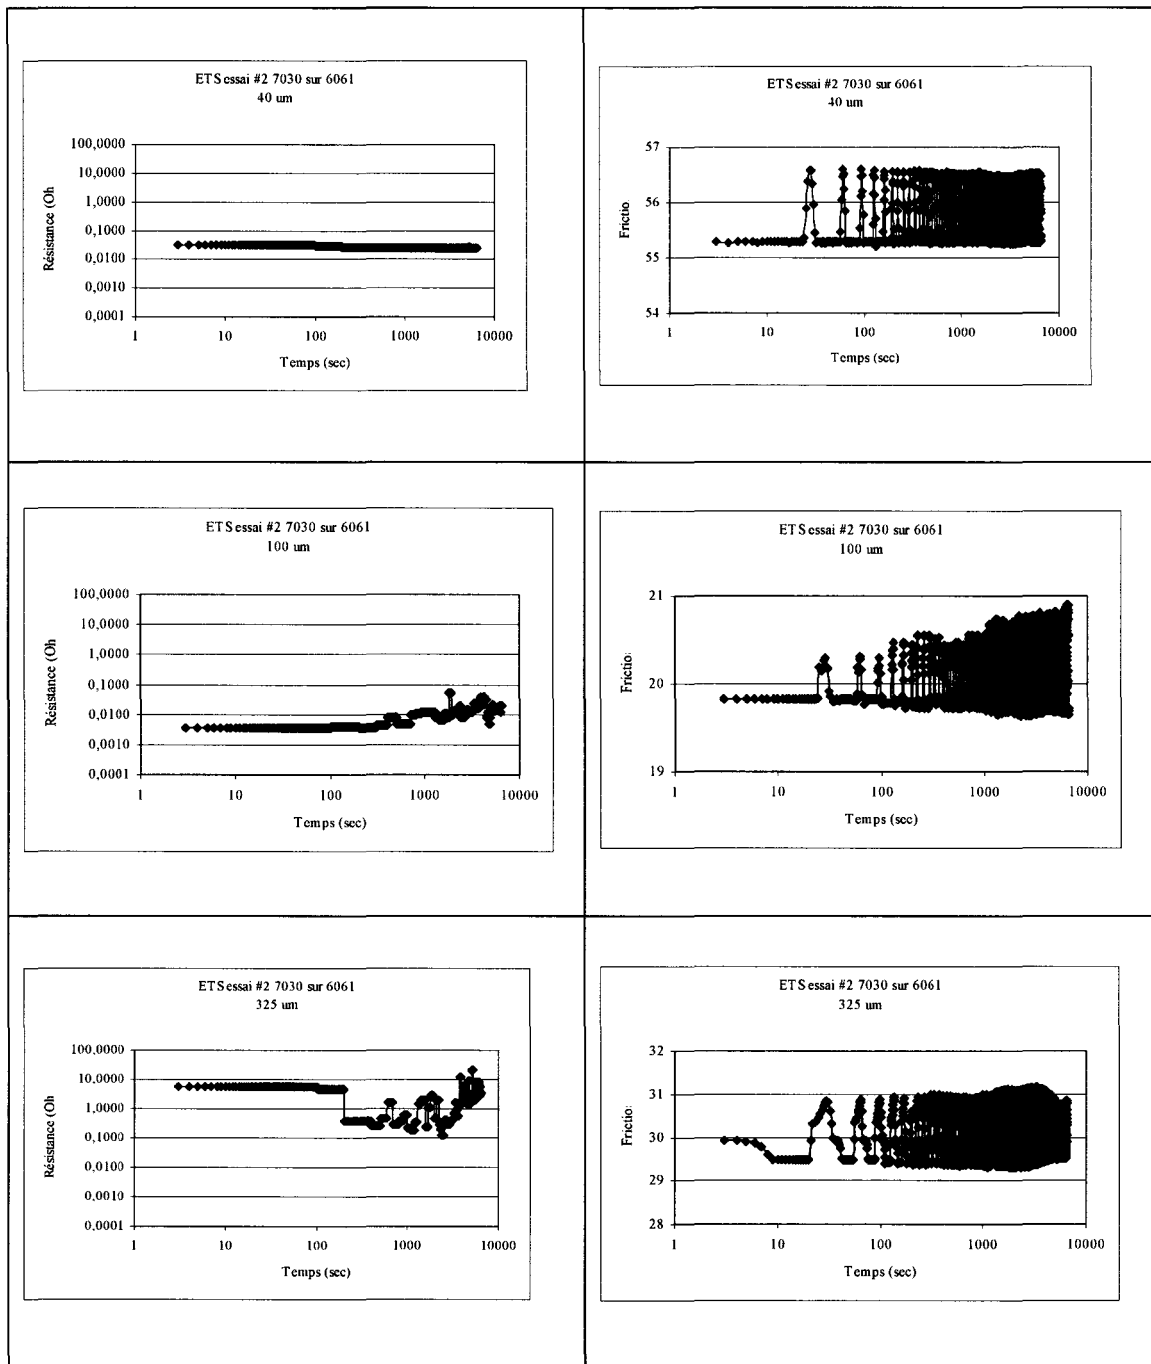 ETS essai #2 7030 sur 6061
40 um
100,0000
10,0000
1,0000
0,1000
0,0100
0,0010
0,0001
Résistance (Oh
1 10 100 1000 10000
Temps (sec)
ETS essai #2 7030 sur 6061
40 um
57
56
55
54
Frictio
1 10 100 1000 10000
Temps (sec)
ETS essai #2 7030 sur 6061
100 um
100,0000
10,0000
1,0000
0,1000
0,0100
0,0010
0,0001
Résistance (Oh
1 10 100 1000 10000
Temps (sec)
ETS essai #2 7030 sur 6061
100 um
21
20
19
Frictio
1 10 100 1000 10000
Temps (sec)
ETS essai #2 7030 sur 6061
325 um
100,0000
10,0000
1,0000
0,1000
0,0100
0,0010
0,0001
Résistance (Oh
1 10 100 1000 10000
Temps (sec)
ETS essai #2 7030 sur 6061
325 um
32
31
30
29
28
Frictio
1 10 100 1000 10000
Temps (sec)